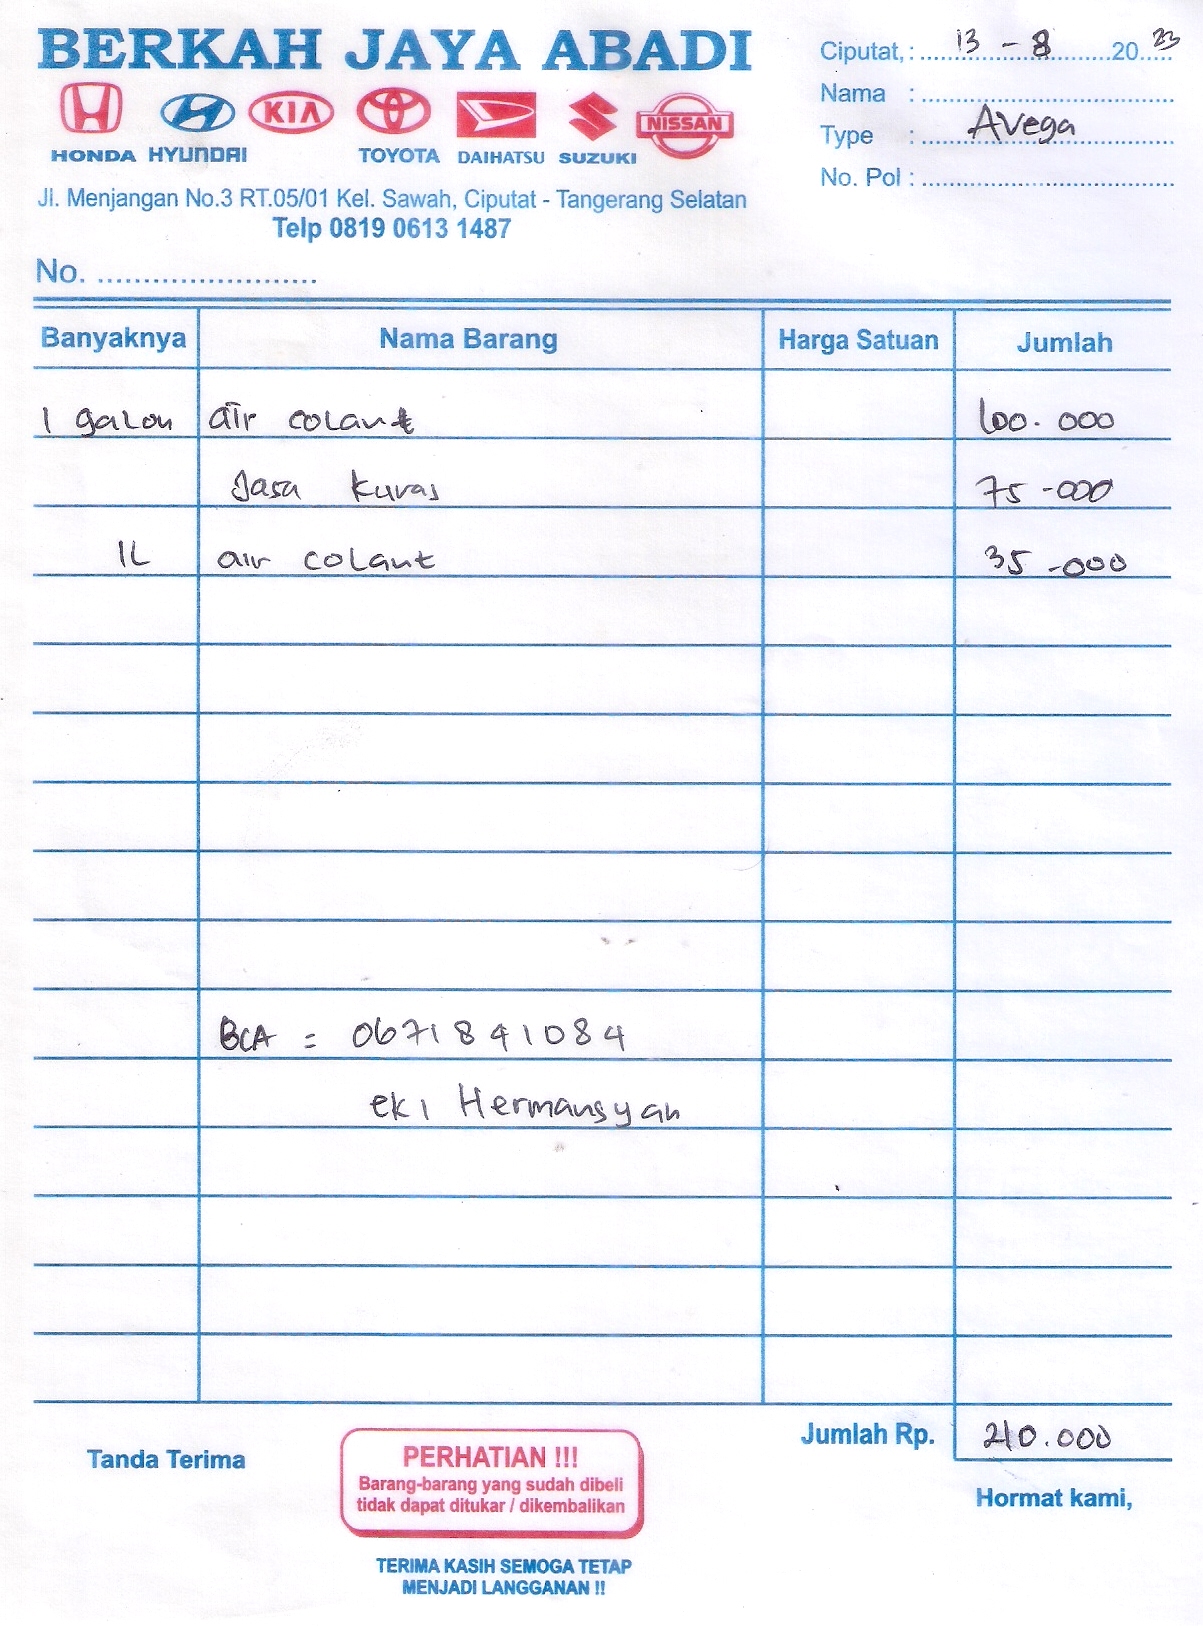 BERKAH JAYA ABADI
HONDA HYUNDAI KIA TOYOTA DAIHATSU SUZUKI NISSAN
Jl. Menjangan No.3 RT.05/01 Kel. Sawah, Ciputat - Tangerang Selatan
Telp 0819 0613 1487
Ciputat, : 13 - 8 20 23
Nama :
Type : Avega
No. Pol :
No.
Banyaknya Nama Barang Harga Satuan Jumlah
1 galon air colant 100.000
Jasa kuras 75-000
1L air colant 35-000
BCA = 0671841084
eki Hermansyah
Jumlah Rp. 210.000
Tanda Terima
PERHATIAN !!!
Barang-barang yang sudah dibeli
tidak dapat ditukar / dikembalikan
Hormat kami,
TERIMA KASIH SEMOGA TETAP
MENJADI LANGGANAN !!